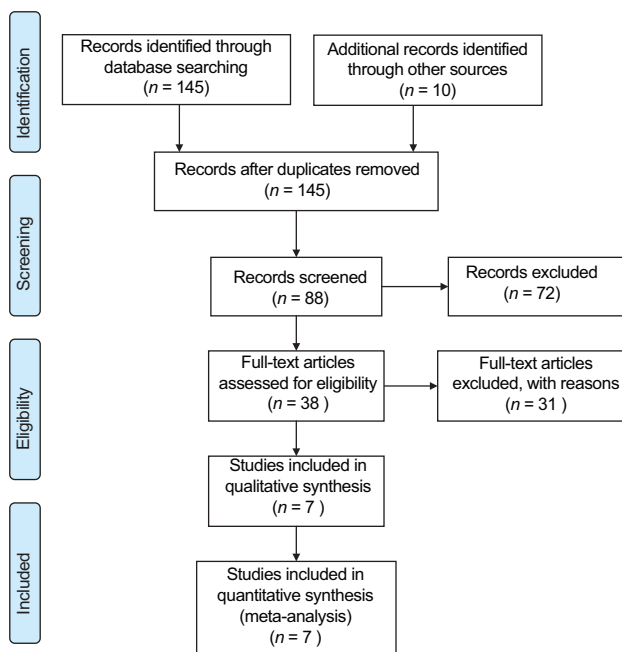 Identification
Records identified through
database searching
(n = 145)
Additional records identified
through other sources
(n = 10)
Records after duplicates removed
(n = 145)
Screening
Records screened
(n = 88)
Records excluded
(n = 72)
Eligibility
Full-text articles
assessed for eligibility
(n = 38 )
Full-text articles
excluded, with reasons
(n = 31 )
Studies included in
qualitative synthesis
(n = 7 )
Included
Studies included in
quantitative synthesis
(meta-analysis)
(n = 7 )